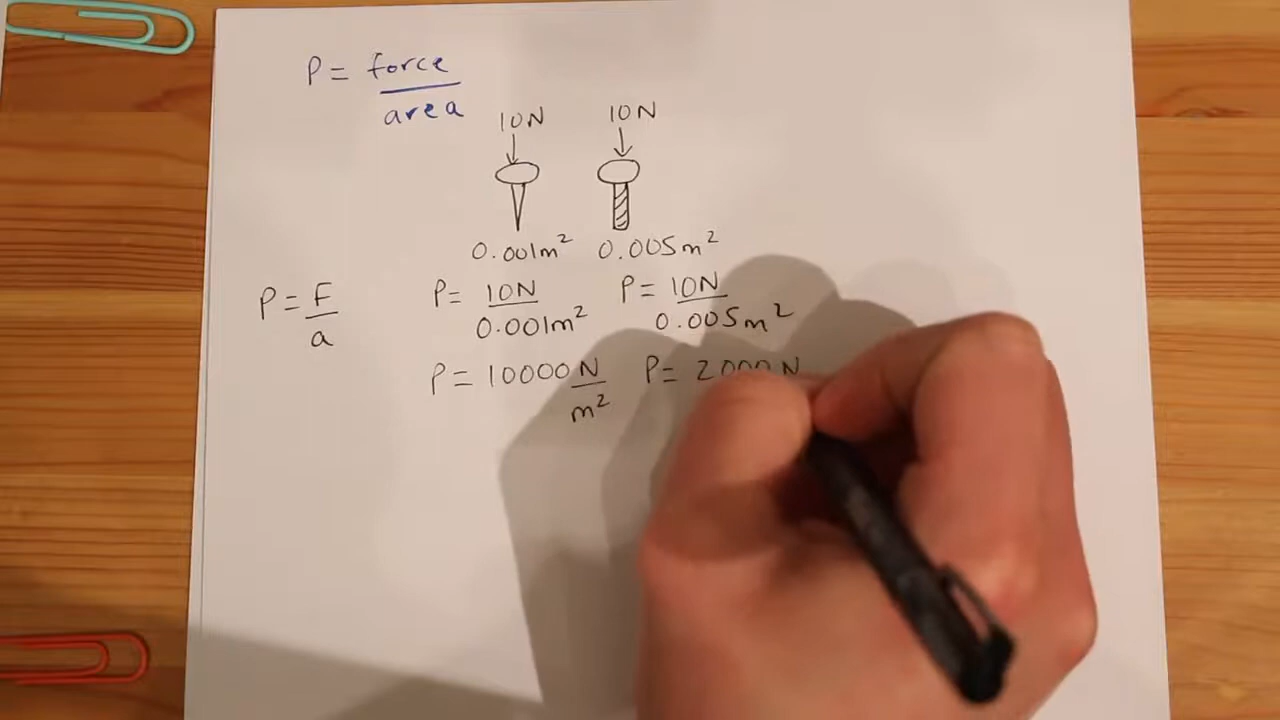 P = force
area
10N 10N
0.001m² 0.005m²
P = F
a
P = 10N
0.001m²
P = 10N
0.005m²
P = 10000 N
m²
P = 2000 N